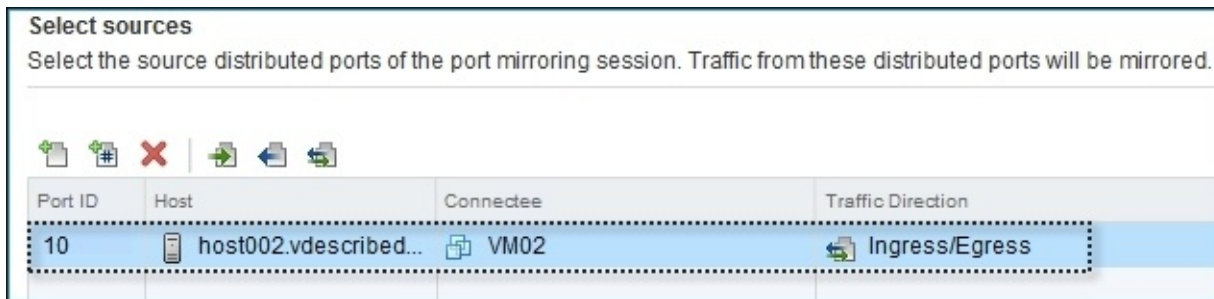 Select sources
Select the source distributed ports of the port mirroring session. Traffic from these distributed ports will be mirrored.
Port ID Host Connectee Traffic Direction
10 host002.vdescribed... VM02 Ingress/Egress